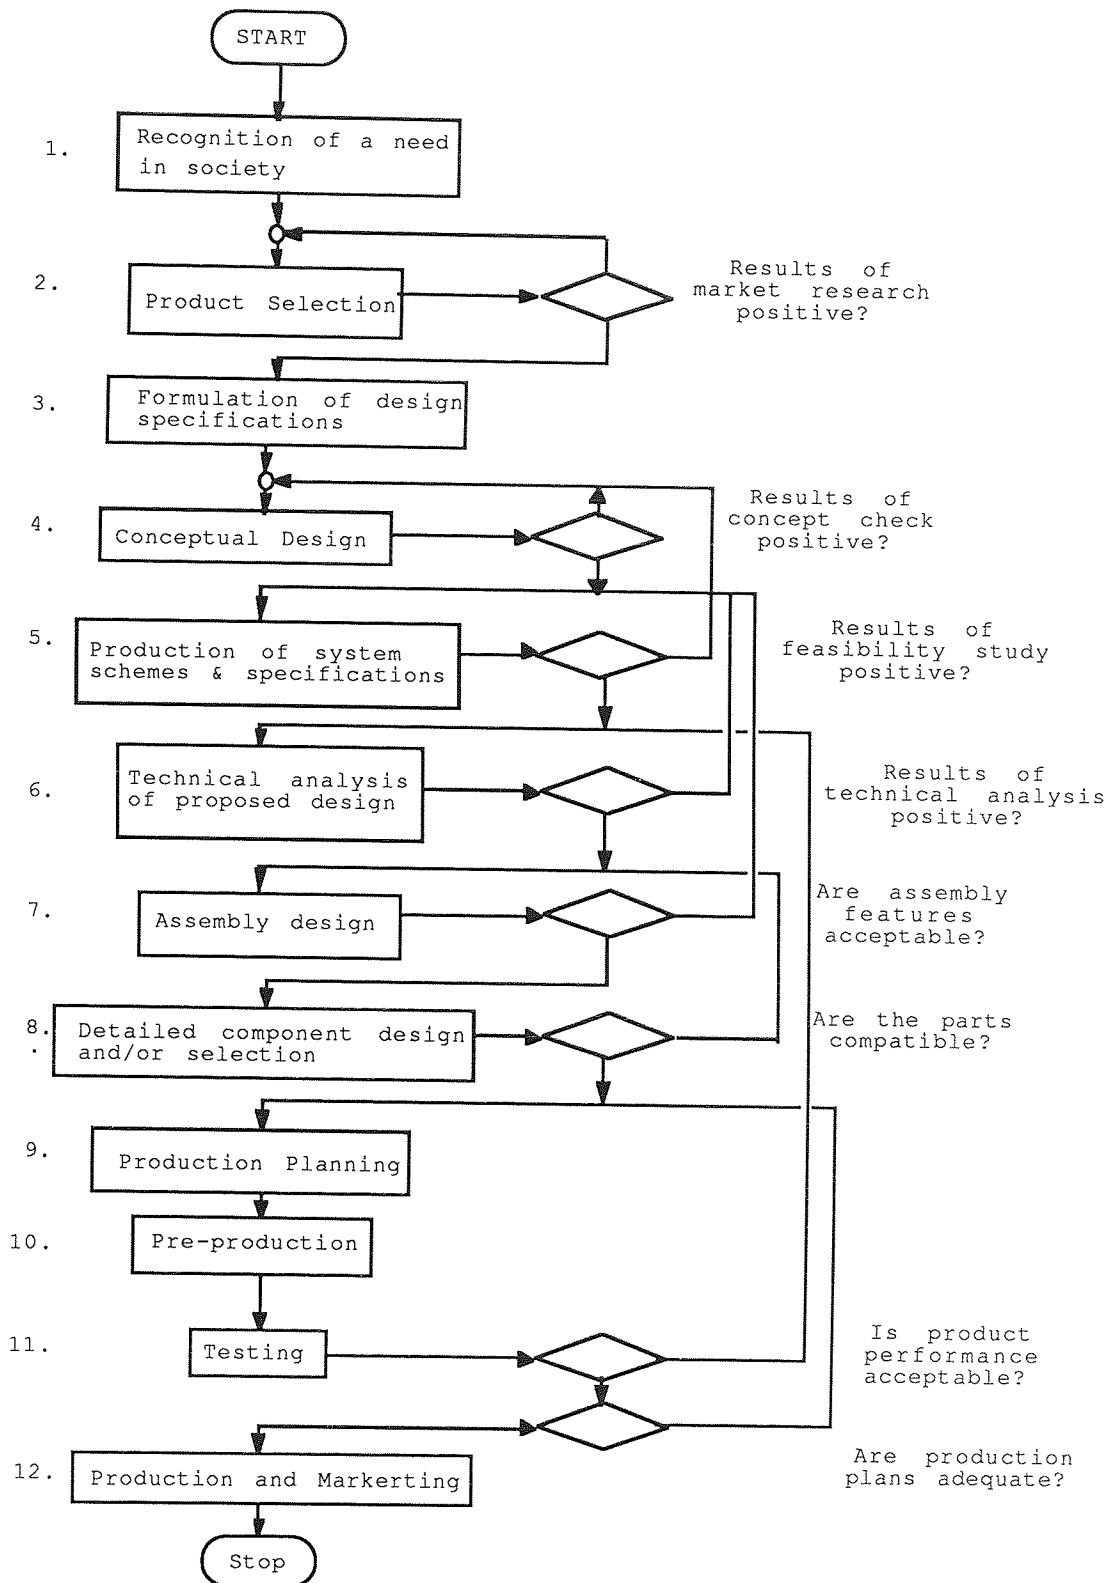 START
1.
Recognition of a need
in society
2.
Product Selection
Results of
market research
positive?
3.
Formulation of design
specifications
4.
Conceptual Design
Results of
concept check
positive?
5.
Production of system
schemes & specifications
Results of
feasibility study
positive?
6.
Technical analysis
of proposed design
Results of
technical analysis
positive?
7.
Assembly design
Are assembly
features
acceptable?
8.
.
Detailed component design
and/or selection
Are the parts
compatible?
9.
Production Planning
10.
Pre-production
11.
Testing
Is product
performance
acceptable?
12.
Production and Markerting
Are production
plans adequate?
Stop